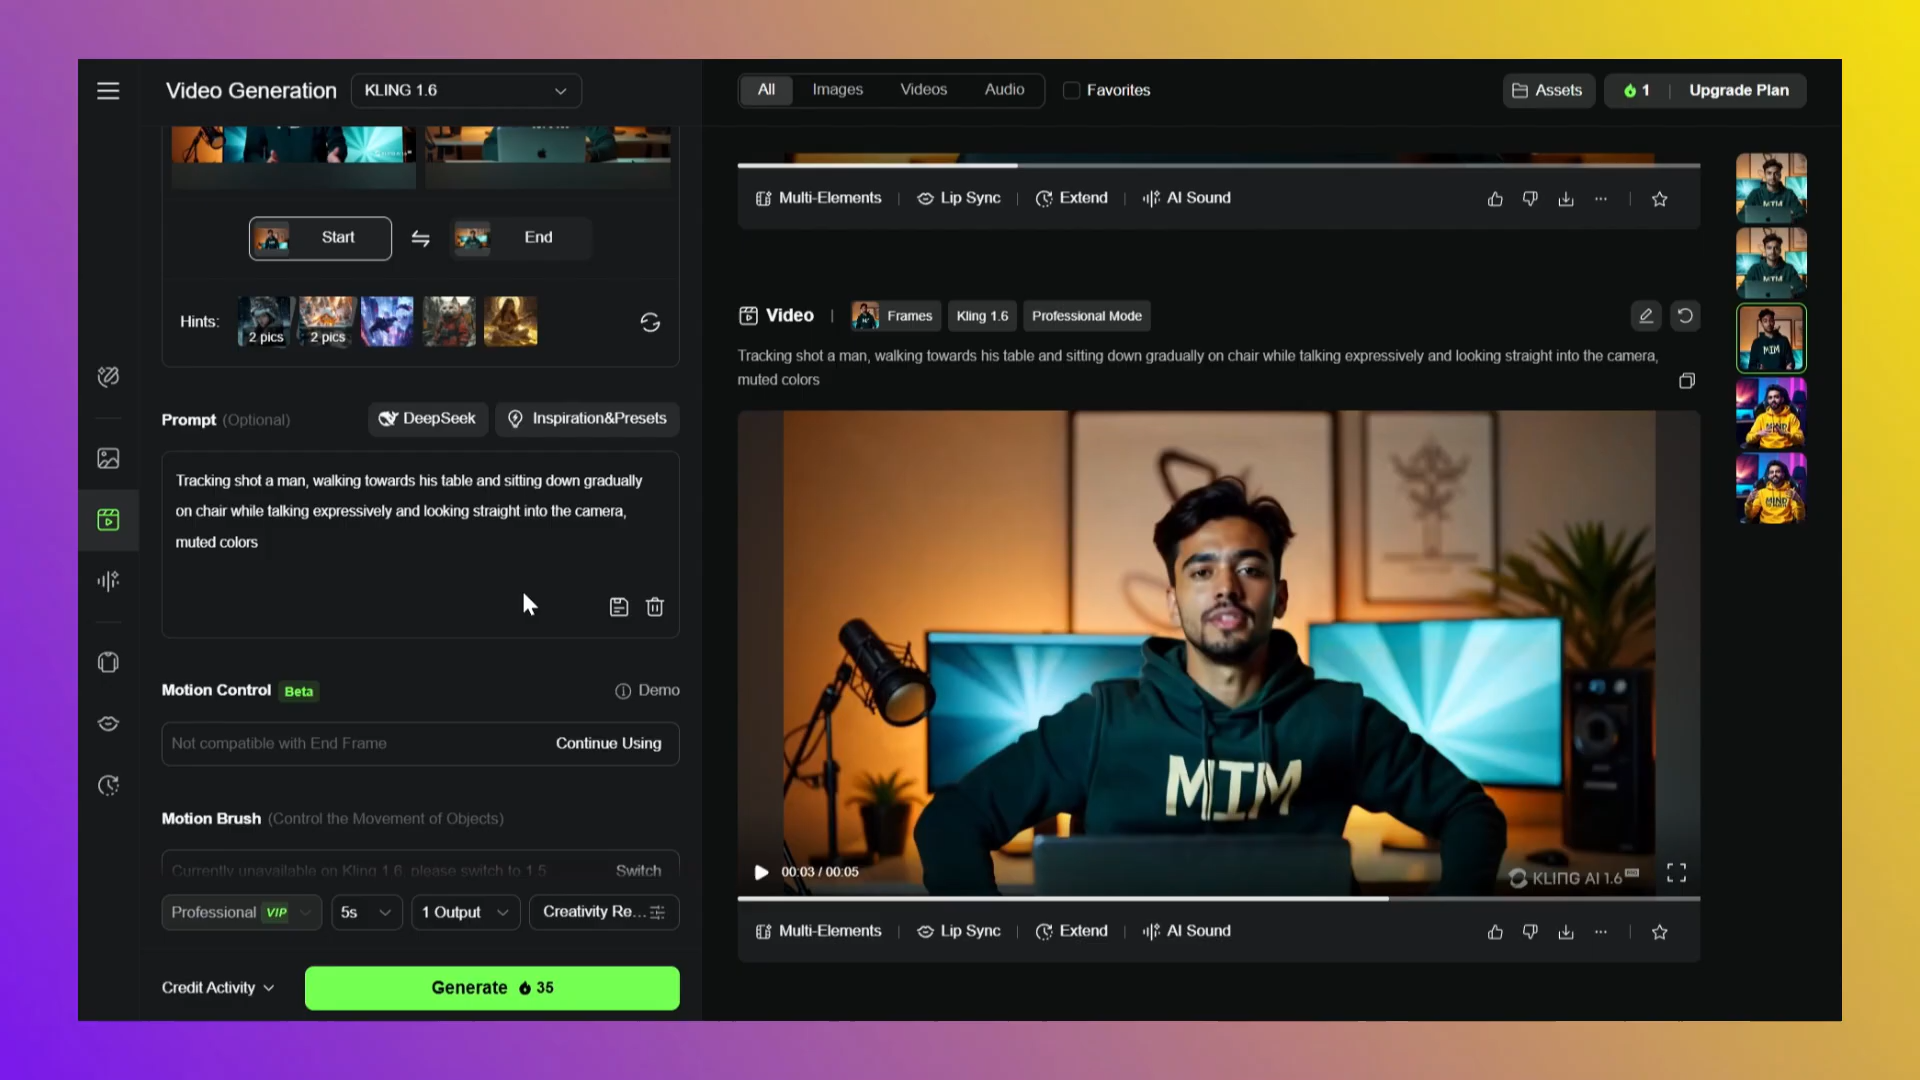 Video Generation
KLING 1.6
All
Images
Videos
Audio
Favorites
Assets
1
Upgrade Plan
Start
End
Hints:
2 pics
2 pics
Prompt (Optional)
DeepSeek
Inspiration&Presets
Tracking shot a man, walking towards his table and sitting down gradually
on chair while talking expressively and looking straight into the camera,
muted colors
Motion Control Beta
Demo
Not compatible with End Frame
Continue Using
Motion Brush (Control the Movement of Objects)
Currently unavailable on Kling 1.6, please switch to 1.5
Switch
Professional VIP
5s
1 Output
Creativity Re...
Credit Activity
Generate 35
Multi-Elements
Lip Sync
Extend
AI Sound
Video
Frames
Kling 1.6
Professional Mode
Tracking shot a man, walking towards his table and sitting down gradually on chair while talking expressively and looking straight into the camera,
muted colors
MIM
00:03 / 00:05
KLING AI 1.6
Multi-Elements
Lip Sync
Extend
AI Sound
MTM
MTM
MIM
MIND
MIND